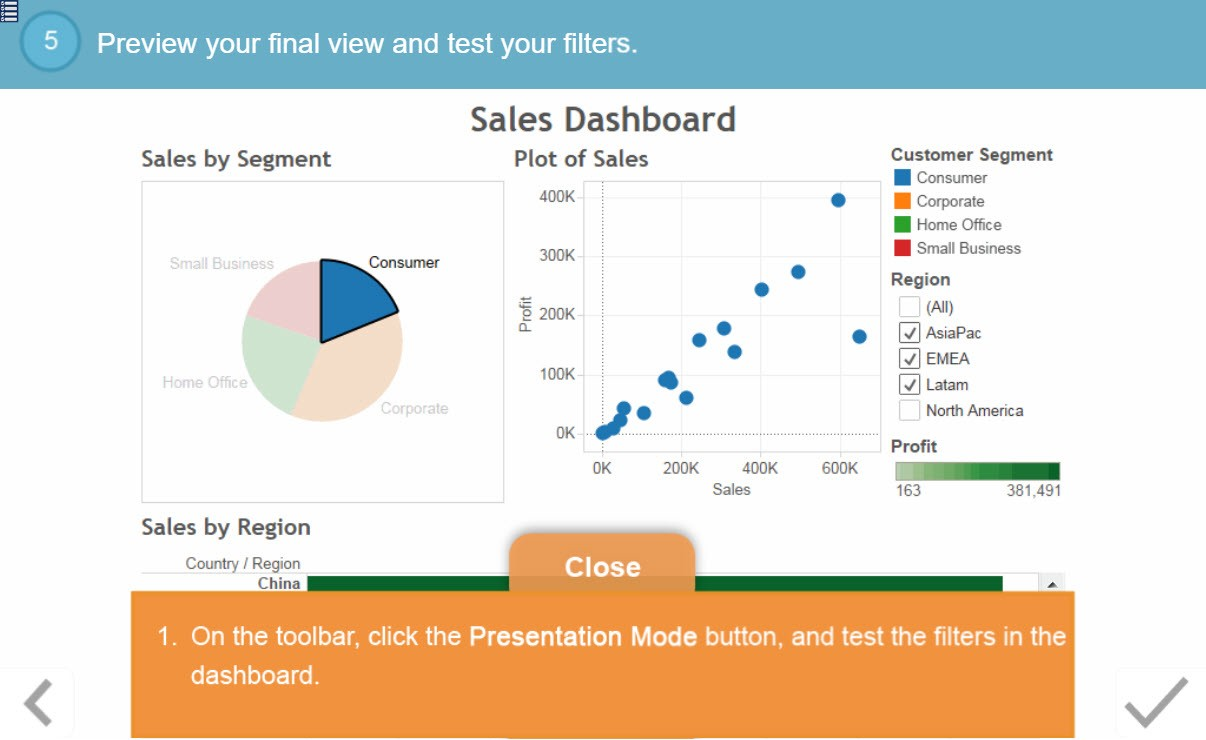 5
Preview your final view and test your filters.
Sales Dashboard
Sales by Segment
Small Business
Consumer
Home Office
Corporate
Plot of Sales
400K
300K
200K
100K
0K
Profit
0K 200K 400K 600K
Sales
Customer Segment
Consumer
Corporate
Home Office
Small Business
Region
(All)
AsiaPac
EMEA
Latam
North America
Profit
163 381,491
Sales by Region
Country / Region
China
Close
1. On the toolbar, click the Presentation Mode button, and test the filters in the
dashboard.